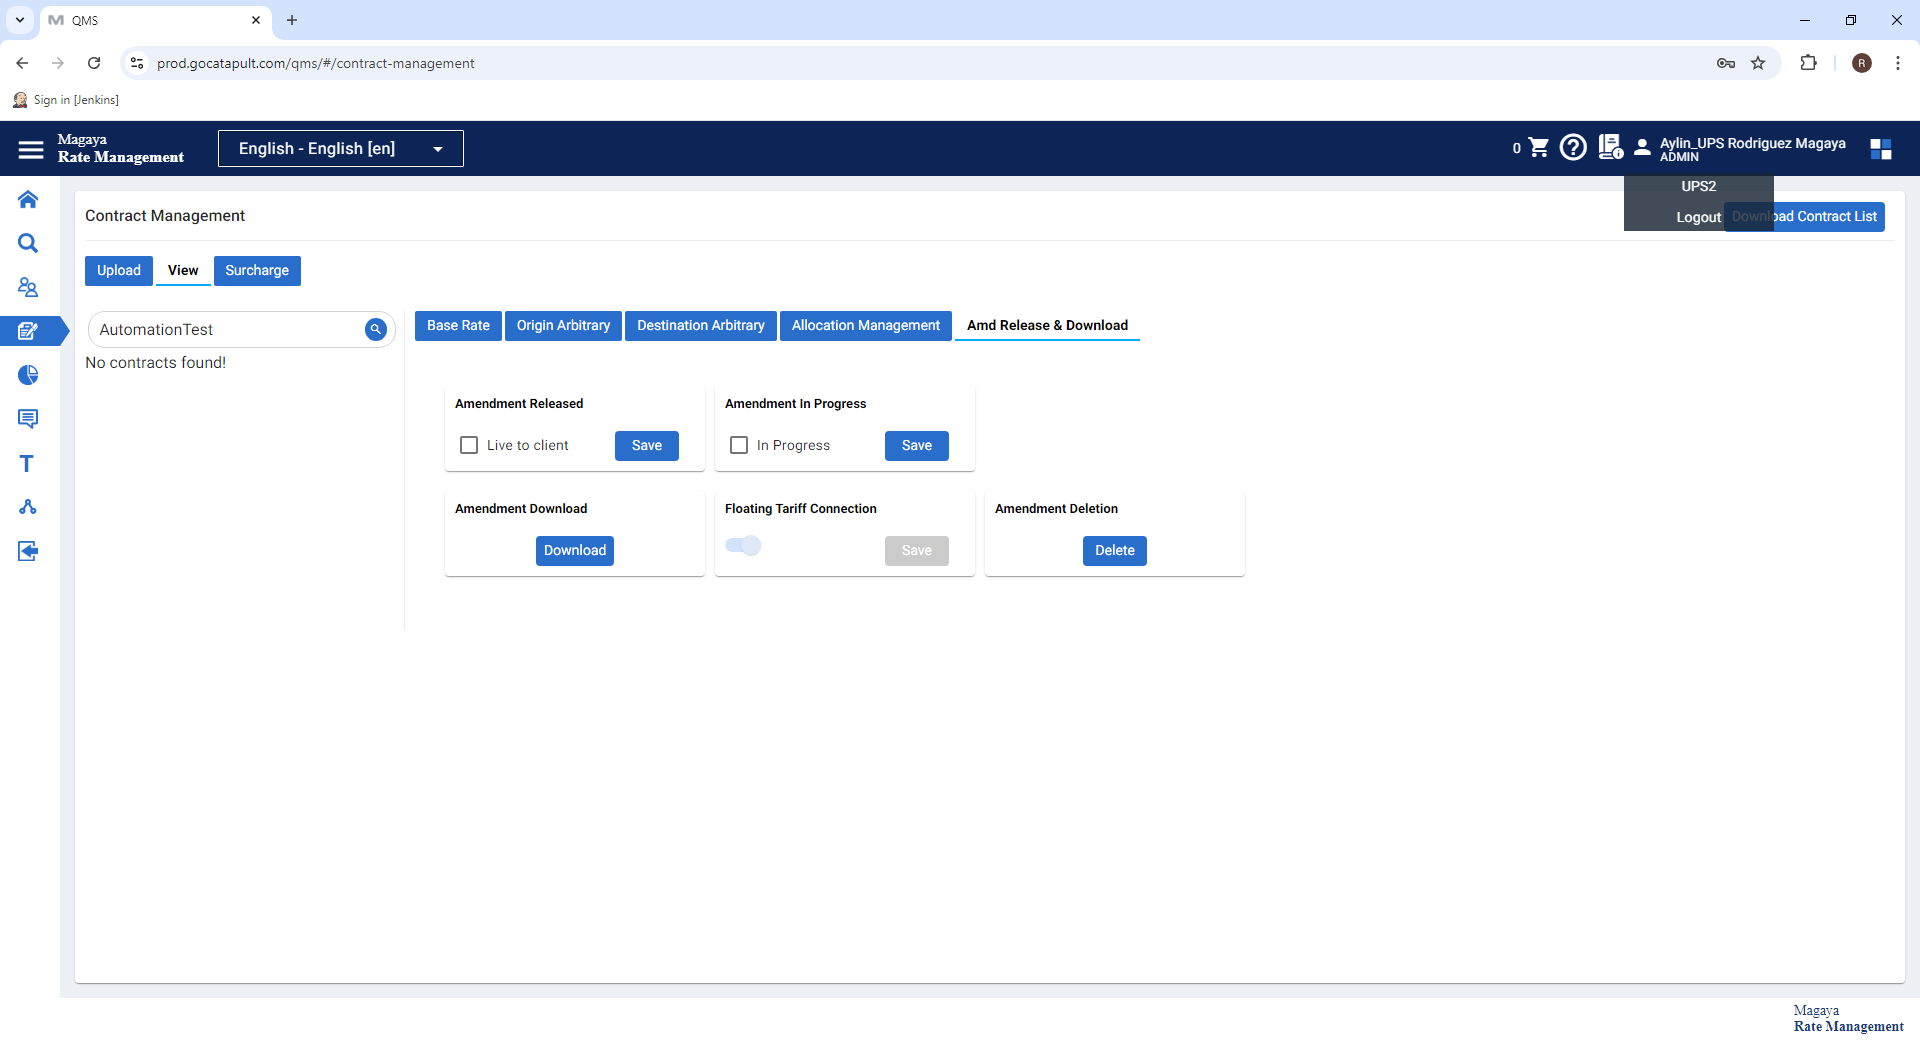 QMS
prod.gocatapult.com/qms/#/contract-management
R
Sign in [Jenkins]
Magaya
Rate Management
English - English [en]
0
Aylin_UPS Rodriguez Magaya
ADMIN
UPS2
Logout
Contract Management
Download Contract List
Upload
View
Surcharge
AutomationTest
No contracts found!
Base Rate
Origin Arbitrary
Destination Arbitrary
Allocation Management
Amd Release & Download
Amendment Released
Live to client
Save
Amendment In Progress
In Progress
Save
Amendment Download
Download
Floating Tariff Connection
Save
Amendment Deletion
Delete
Magaya
Rate Management